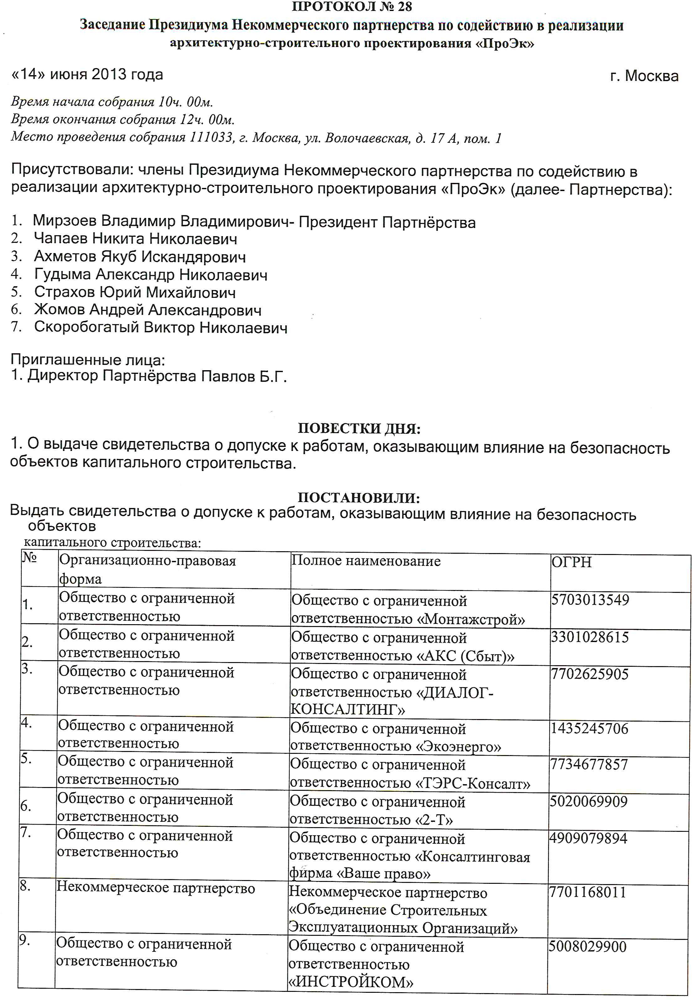 ПРОТОКОЛ № 28
Заседание Президиума Некоммерческого партнерства по содействию в реализации
архитектурно-строительного проектирования «ПроЭк»
«14» июня 2013 года г. Москва
Время начала собрания 10ч. 00м.
Время окончания собрания 12ч. 00м.
Место проведения собрания 111033, г. Москва, ул. Волочаевская, д. 17 А, пом. 1
Присутствовали: члены Президиума Некоммерческого партнерства по содействию в
реализации архитектурно-строительного проектирования «ПроЭк» (далее- Партнерства):
1. Мирзоев Владимир Владимирович- Президент Партнёрства
2. Чапаев Никита Николаевич
3. Ахметов Якуб Искандярович
4. Гудыма Александр Николаевич
5. Страхов Юрий Михайлович
6. Жомов Андрей Александрович
7. Скоробогатый Виктор Николаевич
Приглашенные лица:
1. Директор Партнёрства Павлов Б.Г.
ПОВЕСТКИ ДНЯ:
1. О выдаче свидетельства о допуске к работам, оказывающим влияние на безопасность
объектов капитального строительства.
ПОСТАНОВИЛИ:
Выдать свидетельства о допуске к работам, оказывающим влияние на безопасность
объектов
капитального строительства:
№ Организационно-правовая Полное наименование ОГРН
форма
1. Общество с ограниченной Общество с ограниченной 5703013549
ответственностью ответственностью «Монтажстрой»
2. Общество с ограниченной Общество с ограниченной 3301028615
ответственностью ответственностью «АКС (Сбыт)»
3. Общество с ограниченной Общество с ограниченной 7702625905
ответственностью ответственностью «ДИАЛОГ-
КОНСАЛТИНГ»
4. Общество с ограниченной Общество с ограниченной 1435245706
ответственностью ответственностью «Экоэнерго»
5. Общество с ограниченной Общество с ограниченной 7734677857
ответственностью ответственностью «ТЭРС-Консалт»
6. Общество с ограниченной Общество с ограниченной 5020069909
ответственностью ответственностью «2-Т»
7. Общество с ограниченной Общество с ограниченной 4909079894
ответственностью ответственностью «Консалтинговая
фирма «Ваше право»
8. Некоммерческое партнерство Некоммерческое партнерство 7701168011
«Объединение Строительных
Эксплуатационных Организаций»
9. Общество с ограниченной Общество с ограниченной 5008029900
ответственностью ответственностью
«ИНСТРОЙКОМ»